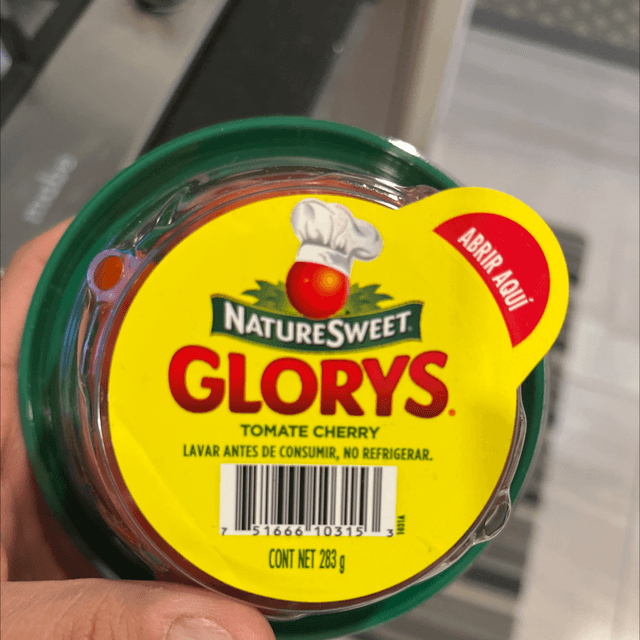 ABRIR AQUÍ
NATURESWEET
GLORYS.
TOMATE CHERRY
LAVAR ANTES DE CONSUMIR, NO REFRIGERAR.
7 51666 10315 3
1031A
CONT NET 283 g